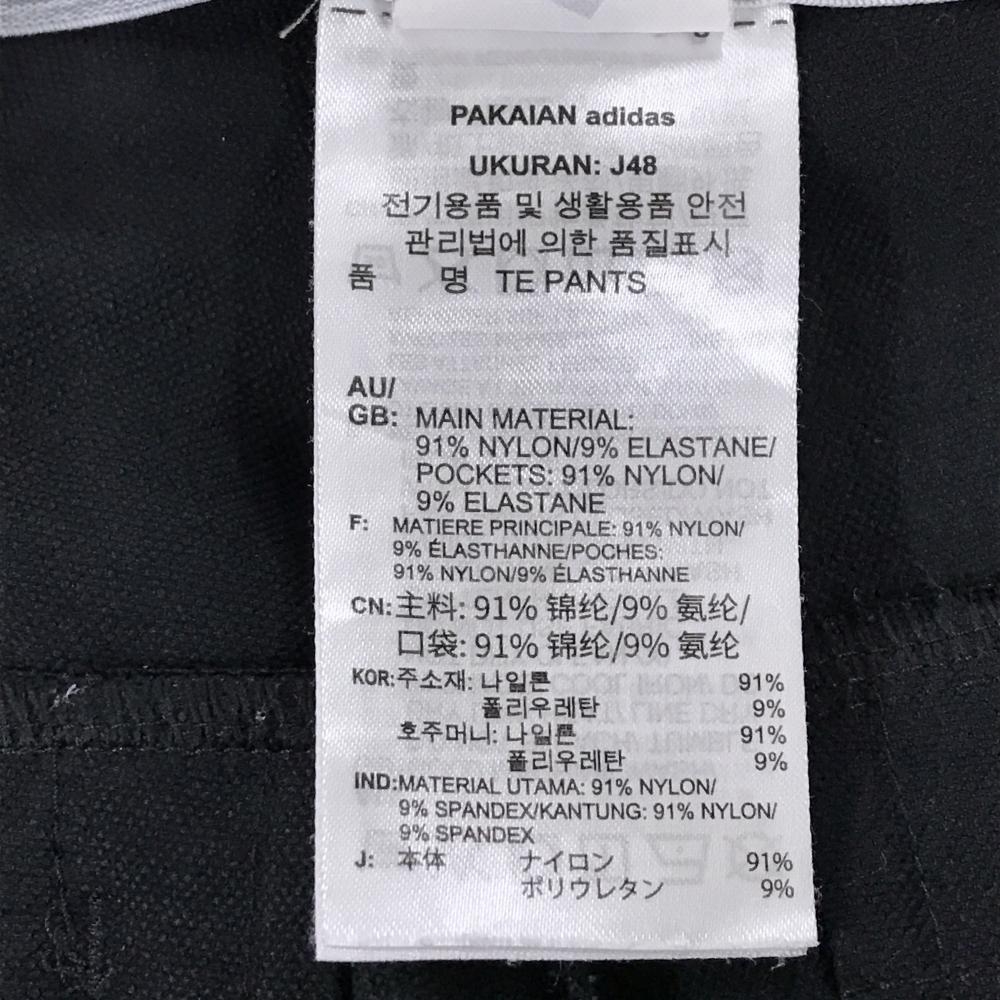 PAKAIAN adidas
UKURAN: J48
전기용품 및 생활용품 안전
관리법에 의한 품질표시
품 명 TE PANTS
AU/
GB: MAIN MATERIAL:
91% NYLON/9% ELASTANE/
POCKETS: 91% NYLON/
9% ELASTANE
F: MATIERE PRINCIPALE: 91% NYLON/
9% ÉLASTHANNE/POCHES:
91% NYLON/9% ÉLASTHANNE
CN: 主料: 91% 锦纶/9% 氨纶/
口袋: 91% 锦纶/9% 氨纶
KOR: 주소재: 나일론 91%
폴리우레탄 9%
호주머니: 나일론 91%
폴리우레탄 9%
IND: MATERIAL UTAMA: 91% NYLON/
9% SPANDEX/KANTUNG: 91% NYLON/
9% SPANDEX
J: 本体 ナイロン 91%
ポリウレタン 9%